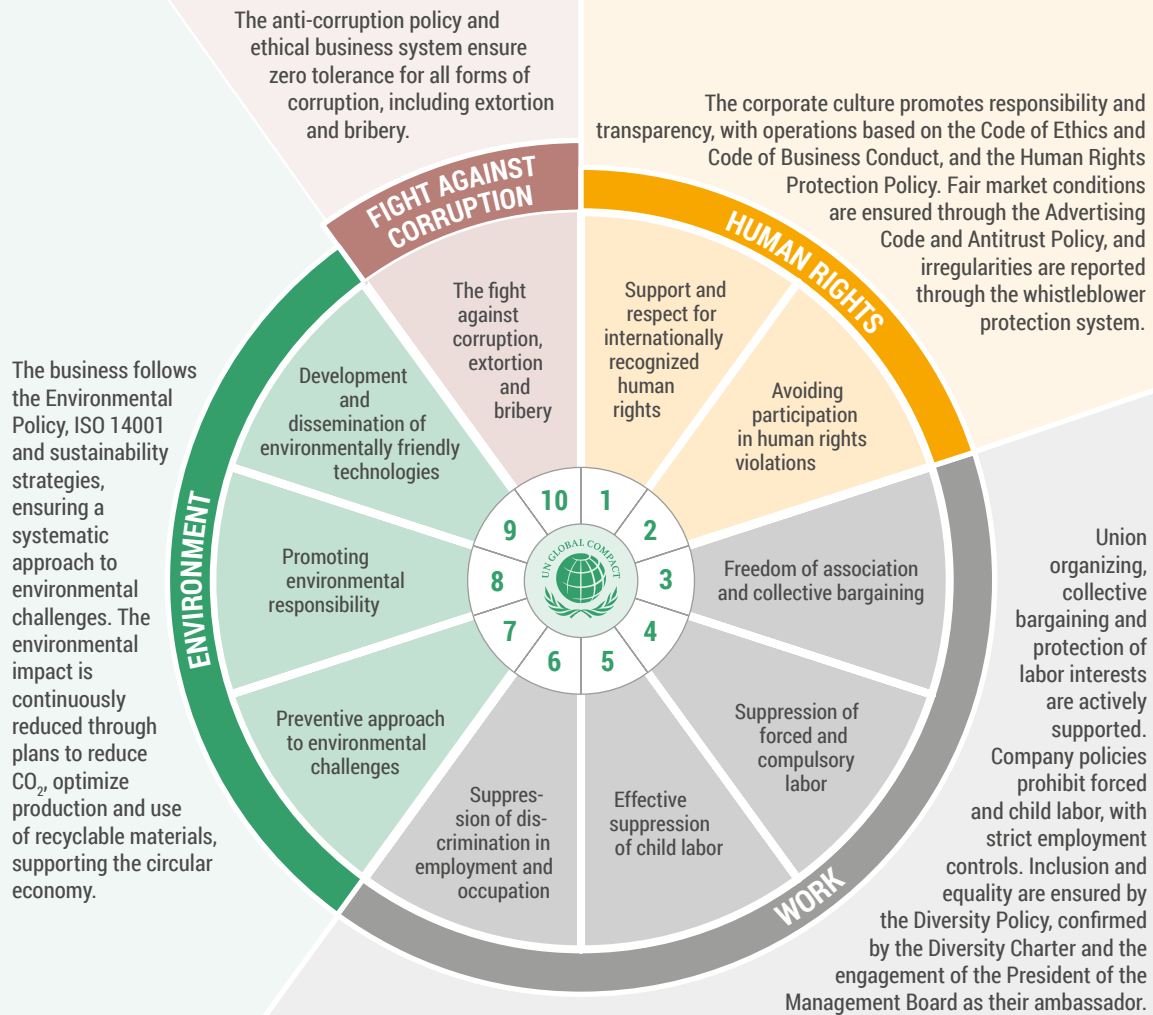 The anti-corruption policy and
ethical business system ensure
zero tolerance for all forms of
corruption, including extortion
and bribery.
The corporate culture promotes responsibility and
transparency, with operations based on the Code of Ethics and
Code of Business Conduct, and the Human Rights
Protection Policy. Fair market conditions
are ensured through the Advertising
Code and Antitrust Policy, and
irregularities are reported
through the whistleblower
protection system.
FIGHT AGAINST
CORRUPTION
HUMAN RIGHTS
The fight
against
corruption,
extortion
and
bribery
Support and
respect for
internationally
recognized
human
rights
Avoiding
participation
in human rights
violations
Development
and
dissemination of
environmentally friendly
technologies
The business follows
the Environmental
Policy, ISO 14001
and sustainability
strategies,
ensuring a
systematic
approach to
environmental
challenges. The
environmental
impact is
continuously
reduced through
plans to reduce
CO₂, optimize
production and use
of recyclable materials,
supporting the circular
economy.
ENVIRONMENT
Promoting
environmental
responsibility
Preventive approach
to environmental
challenges
10
1
9
2
8
3
7
4
6
5
UN GLOBAL COMPACT
Freedom of association
and collective bargaining
Suppression of
forced and
compulsory
labor
Effective
suppression
of child labor
Suppres-
sion of dis-
crimination in
employment and
occupation
WORK
Union
organizing,
collective
bargaining and
protection of
labor interests
are actively
supported.
Company policies
prohibit forced
and child labor, with
strict employment
controls. Inclusion and
equality are ensured by
the Diversity Policy, confirmed
by the Diversity Charter and the
engagement of the President of the
Management Board as their ambassador.